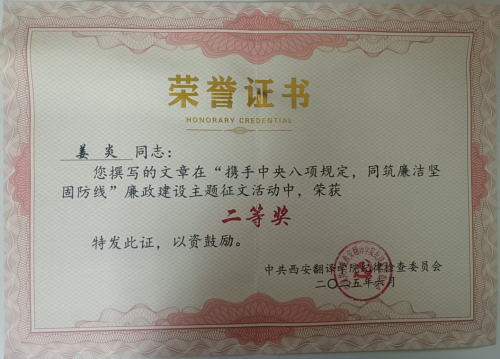 荣誉证书
HONORARY CREDENTIAL
姜炎 同志：
您撰写的文章在“携手中央八项规定，同筑廉洁坚
固防线”廉政建设主题征文活动中，荣获
二等奖
特发此证，以资鼓励。
中共西安翻译学院纪律检查委员会
二〇二五年六月